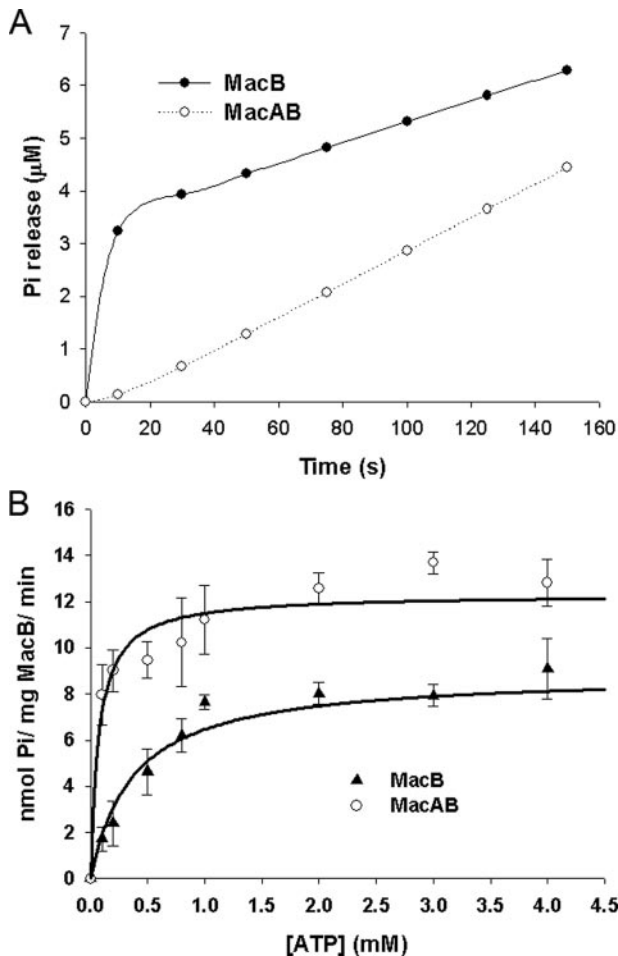 A
MacB
MacAB
7
6
5
4
3
2
1
0
Pi release (μM)
0 20 40 60 80 100 120 140 160
Time (s)
B
16
14
12
10
8
6
4
2
0
nmol Pi/ mg MacB/ min
MacB
MacAB
0.0 0.5 1.0 1.5 2.0 2.5 3.0 3.5 4.0 4.5
[ATP] (mM)